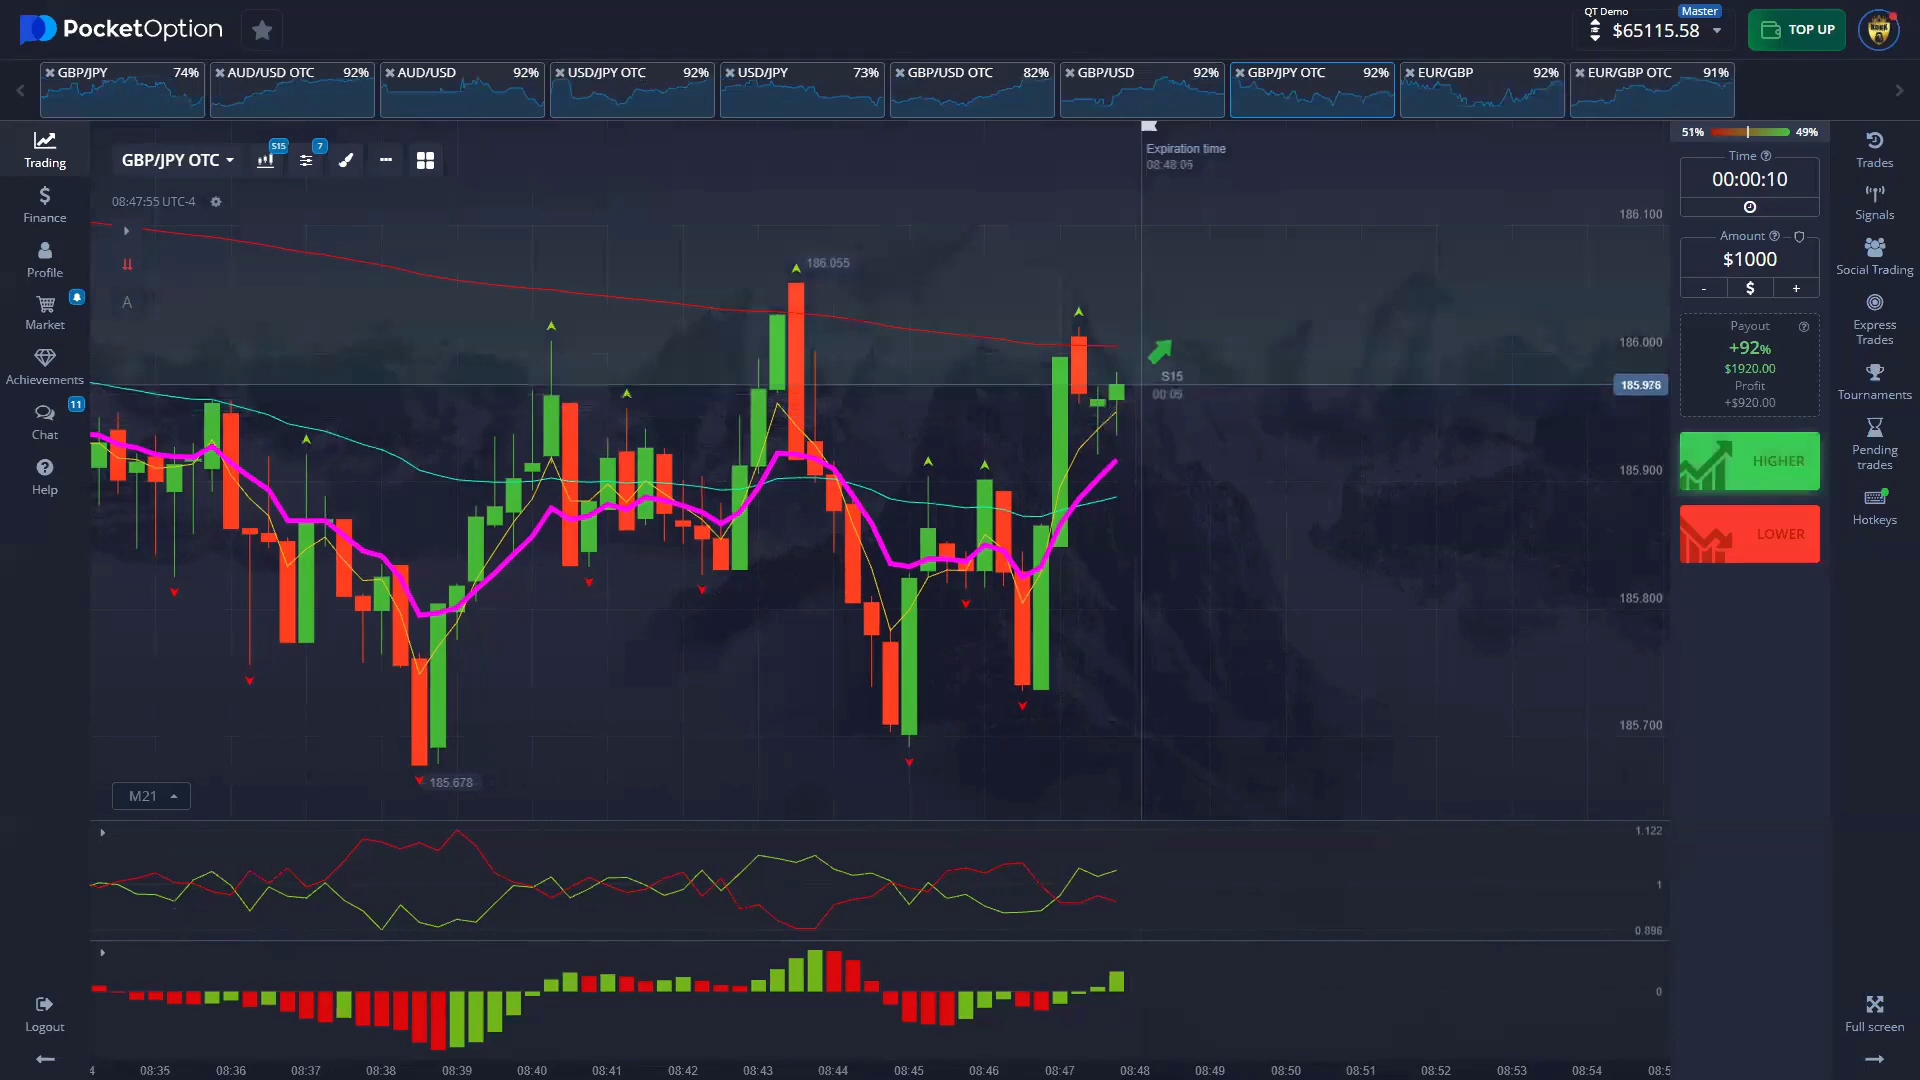 PocketOption
QT Demo
Master
$65115.58
TOP UP
GBP/JPY 74%
AUD/USD OTC 92%
AUD/USD 92%
USD/JPY OTC 92%
USD/JPY 73%
GBP/USD OTC 82%
GBP/USD 92%
GBP/JPY OTC 92%
EUR/GBP 92%
EUR/GBP OTC 91%
Trading
Finance
Profile
Market
Achievements
11
Chat
Help
Logout
GBP/JPY OTC
S15
7
08:47:55 UTC-4
A
Expiration time
08:48:05
186.055
185.678
S15
00:05
M21
186.100
186.000
185.976
185.900
185.800
185.700
1.122
1
0.896
0
4 08:35 08:36 08:37 08:38 08:39 08:40 08:41 08:42 08:43 08:44 08:45 08:46 08:47 08:48 08:49 08:50 08:51 08:52 08:53 08:54 08:5
51% 49%
Time
00:00:10
Amount
$1000
- $ +
Payout
+92%
$1920.00
Profit
+$920.00
HIGHER
LOWER
Trades
Signals
Social Trading
Express
Trades
Tournaments
Pending
trades
Hotkeys
Full screen